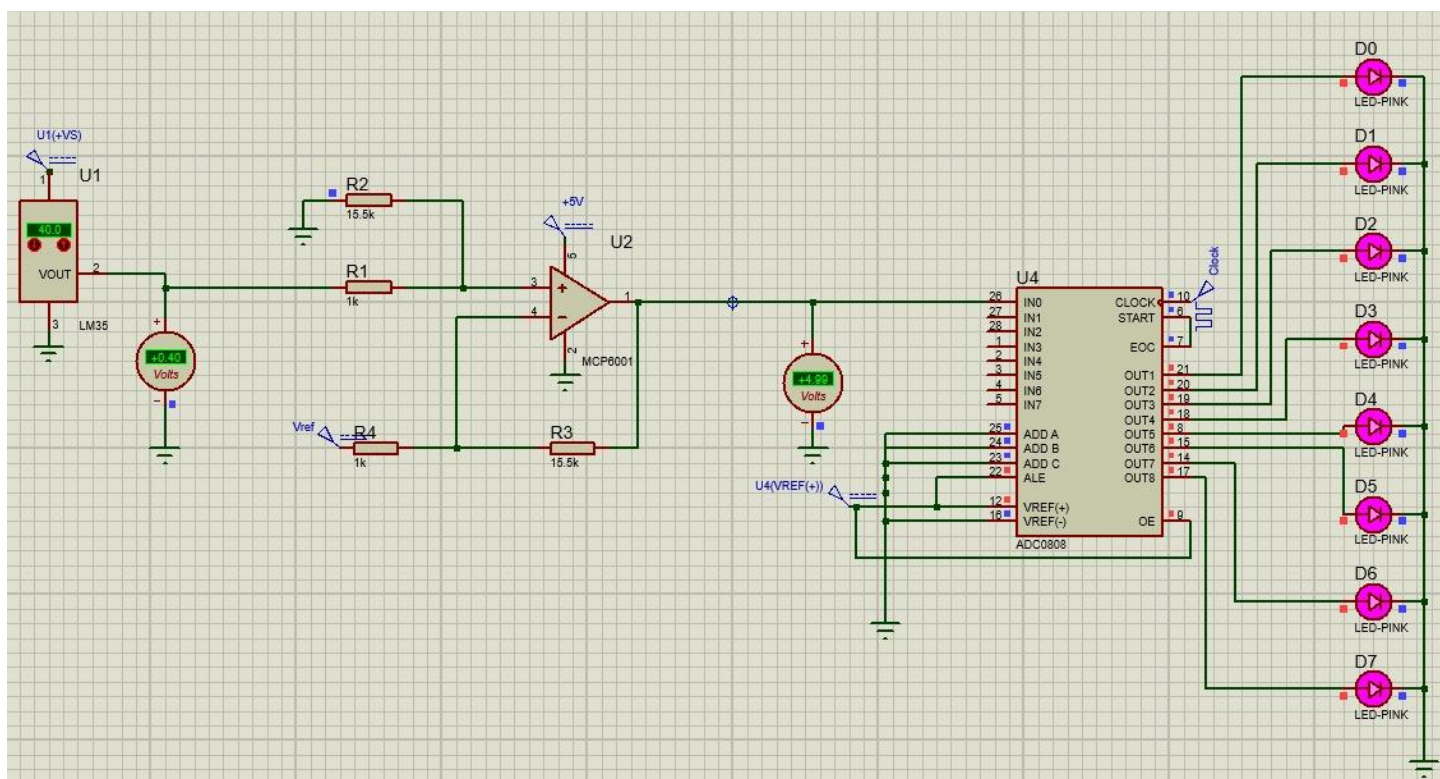 U1(+VS)
1
U1
40.0
VOUT
2
3
LM35
+0.40
Volts
R2
15.5k
R1
1k
+5V
5
U2
3
4
1
2
MCP6001
Vref
R4
1k
R3
15.5k
+4.99
Volts
U4(VREF(+))
U4
26 IN0 CLOCK 10
27 IN1 START 6
28 IN2
1 IN3 EOC 7
2 IN4
3 IN5 OUT1 21
4 IN6 OUT2 20
5 IN7 OUT3 19
OUT4 18
25 ADD A OUT5 8
24 ADD B OUT6 15
23 ADD C OUT7 14
22 ALE OUT8 17
12 VREF(+)
16 VREF(-) OE 9
ADC0808
Clock
D0
LED-PINK
D1
LED-PINK
D2
LED-PINK
D3
LED-PINK
D4
LED-PINK
D5
LED-PINK
D6
LED-PINK
D7
LED-PINK